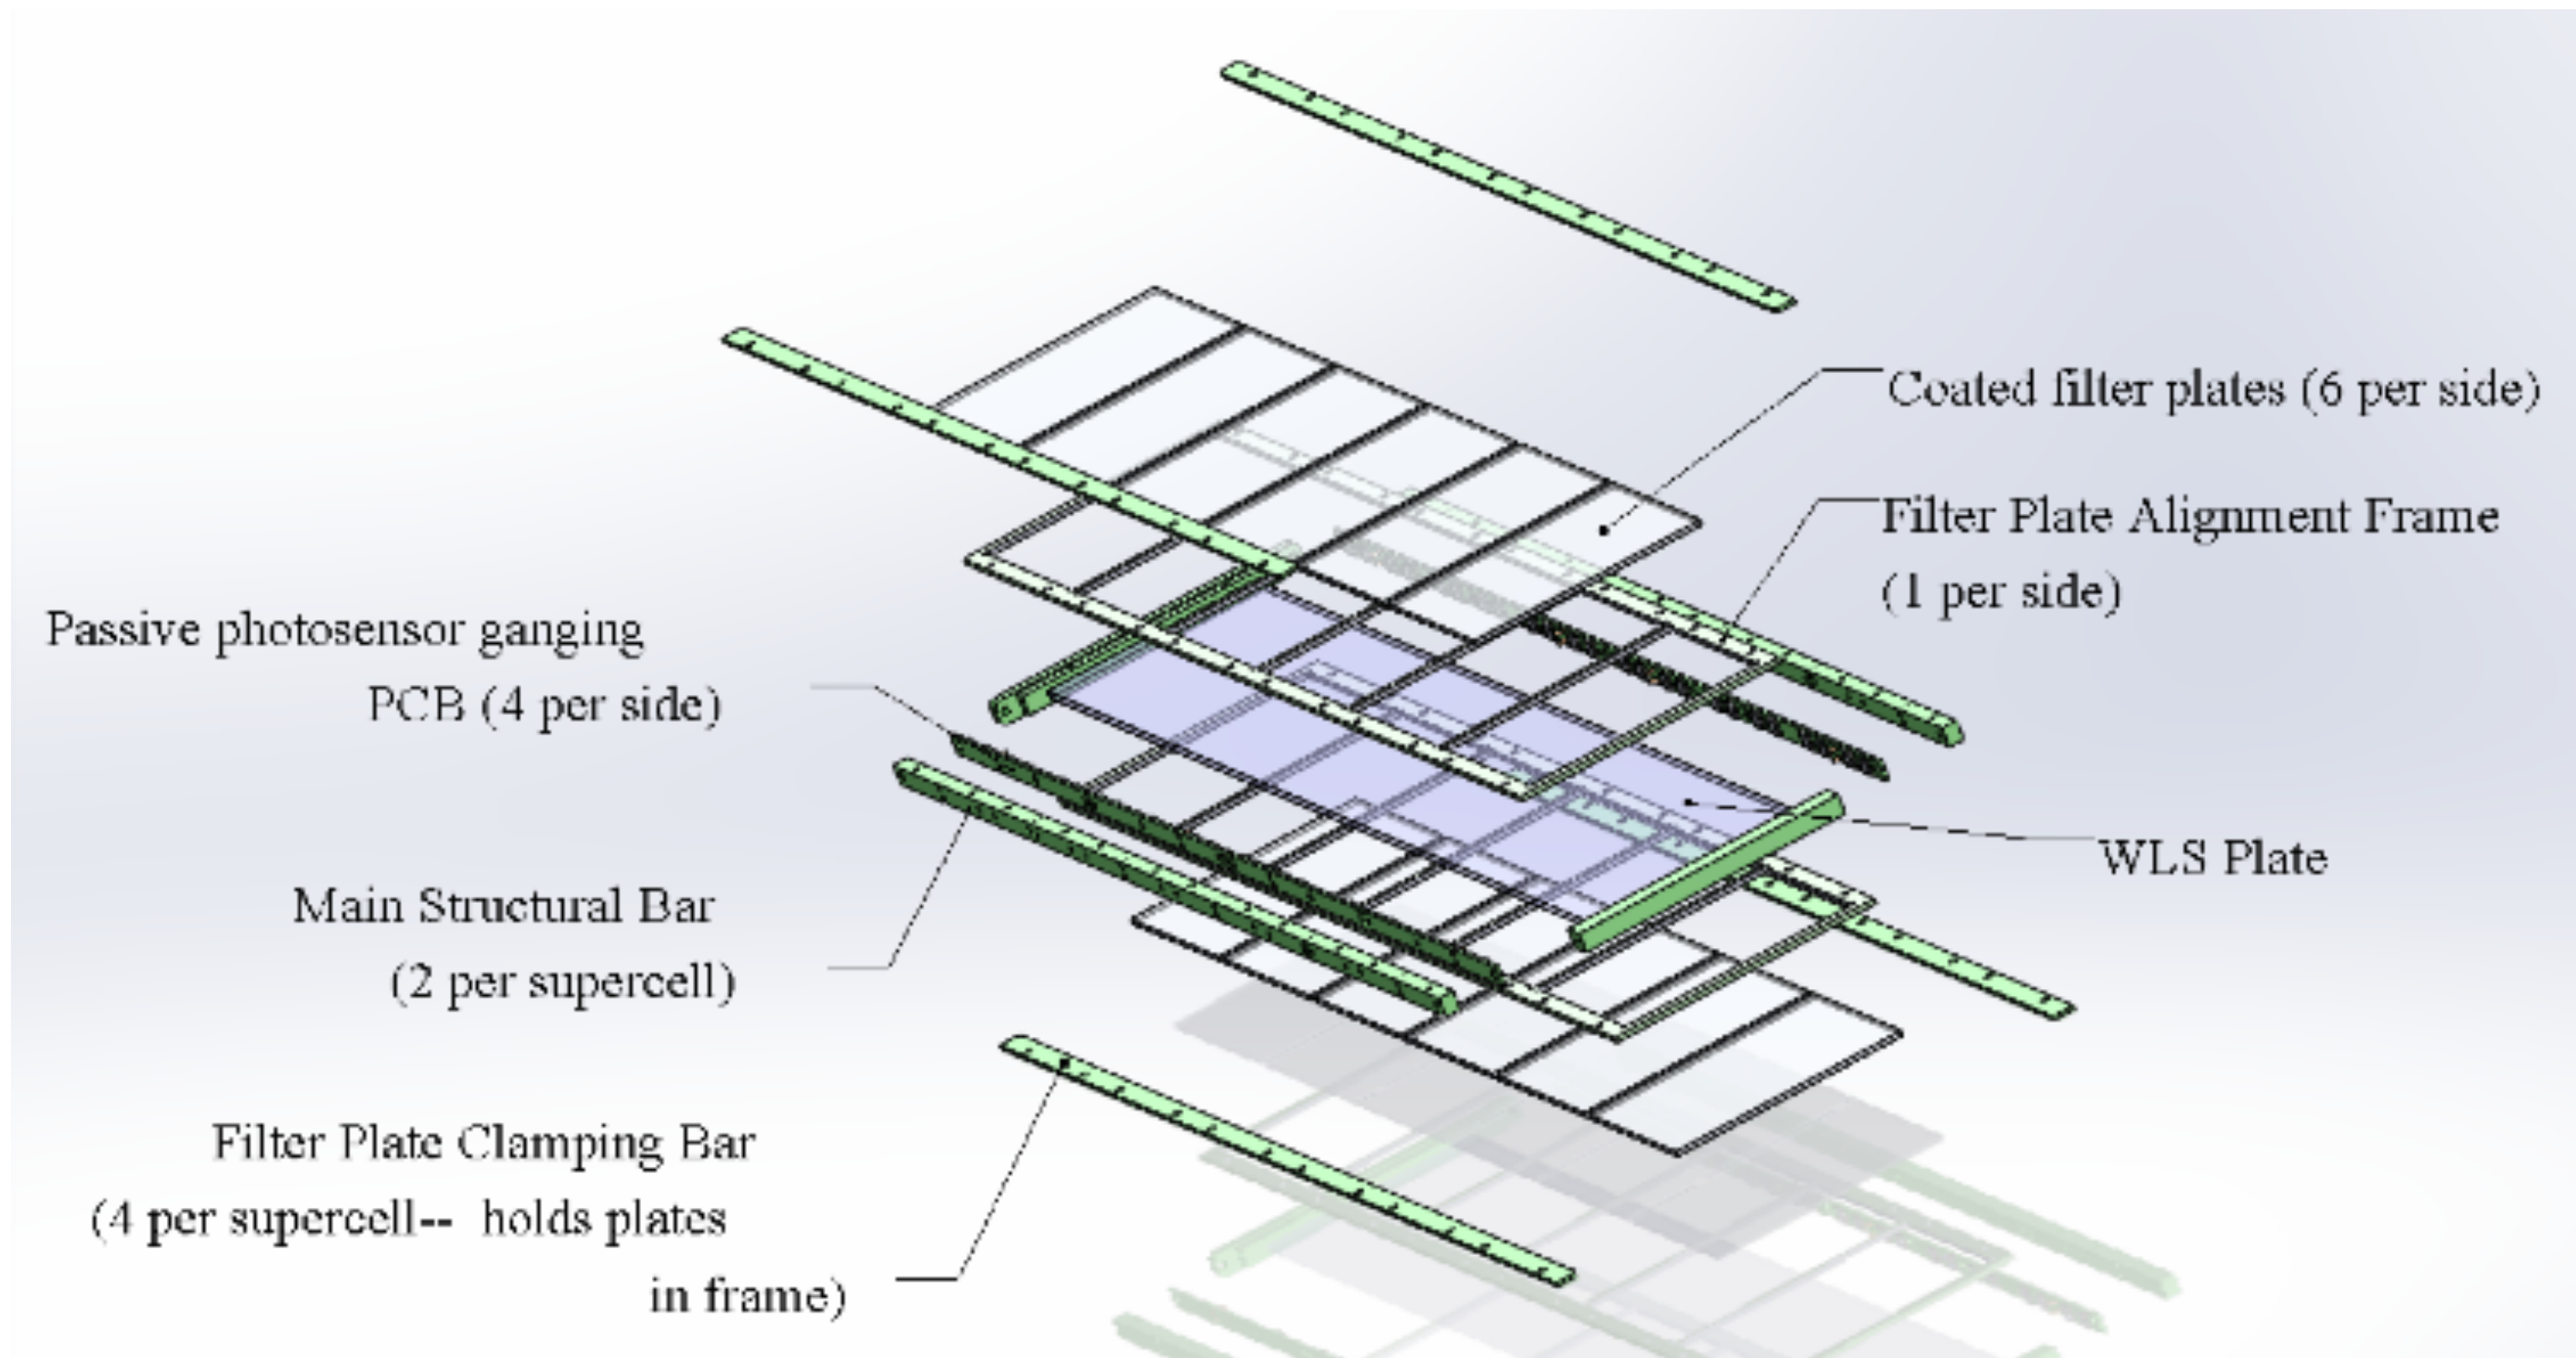 Coated filter plates (6 per side)
Filter Plate Alignment Frame
(1 per side)
Passive photosensor ganging
PCB (4 per side)
WLS Plate
Main Structural Bar
(2 per supercell)
Filter Plate Clamping Bar
(4 per supercell-- holds plates
in frame)